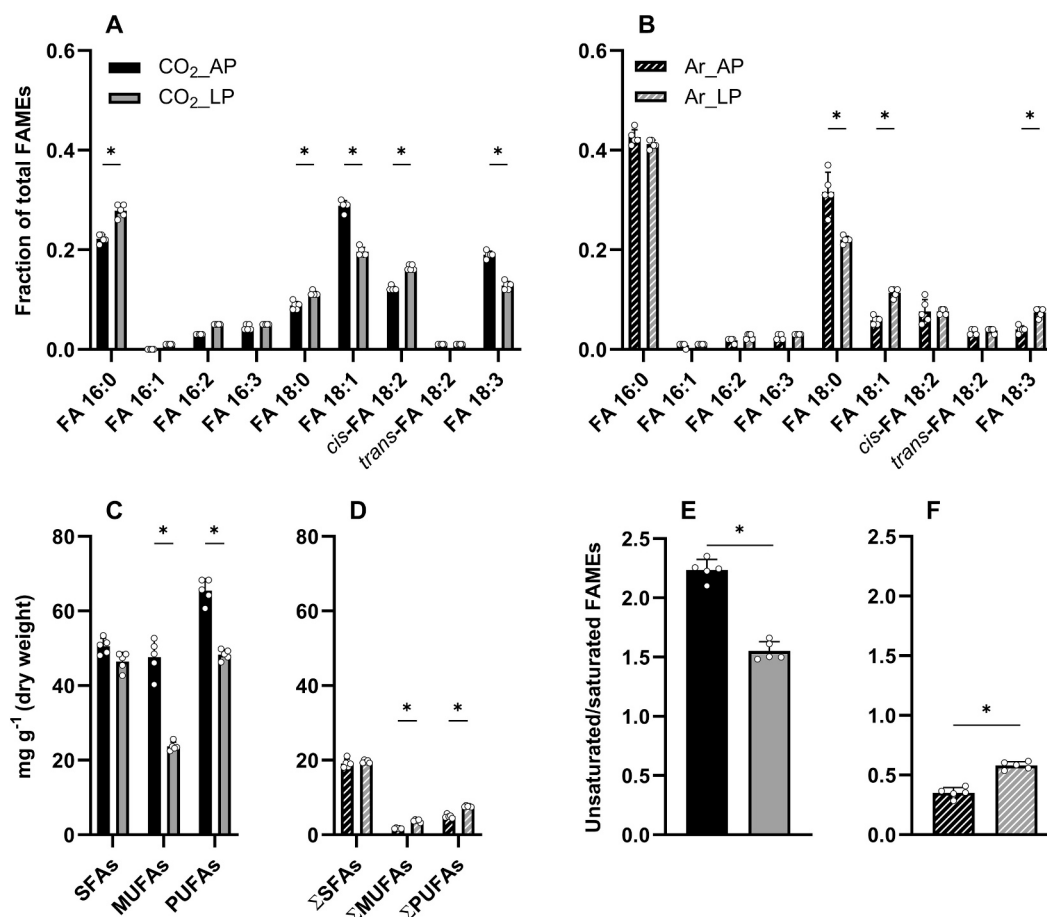 A
B
CO₂_AP
CO₂_LP
Ar_AP
Ar_LP
Fraction of total FAMEs
0.6
0.4
0.2
0.0
* * * * *
FA 16:0 FA 16:1 FA 16:2 FA 16:3 FA 18:0 FA 18:1 cis-FA 18:2 trans-FA 18:2 FA 18:3
0.6
0.4
0.2
0.0
* * *
FA 16:0 FA 16:1 FA 16:2 FA 16:3 FA 18:0 FA 18:1 cis-FA 18:2 trans-FA 18:2 FA 18:3
C
mg g⁻¹ (dry weight)
80
60
40
20
0
* *
SFAs MUFAs PUFAs
D
80
60
40
20
0
* *
ΣSFAs ΣMUFAs ΣPUFAs
E
Unsaturated/saturated FAMEs
2.5
2.0
1.5
1.0
0.5
0.0
*
F
2.5
2.0
1.5
1.0
0.5
0.0
*